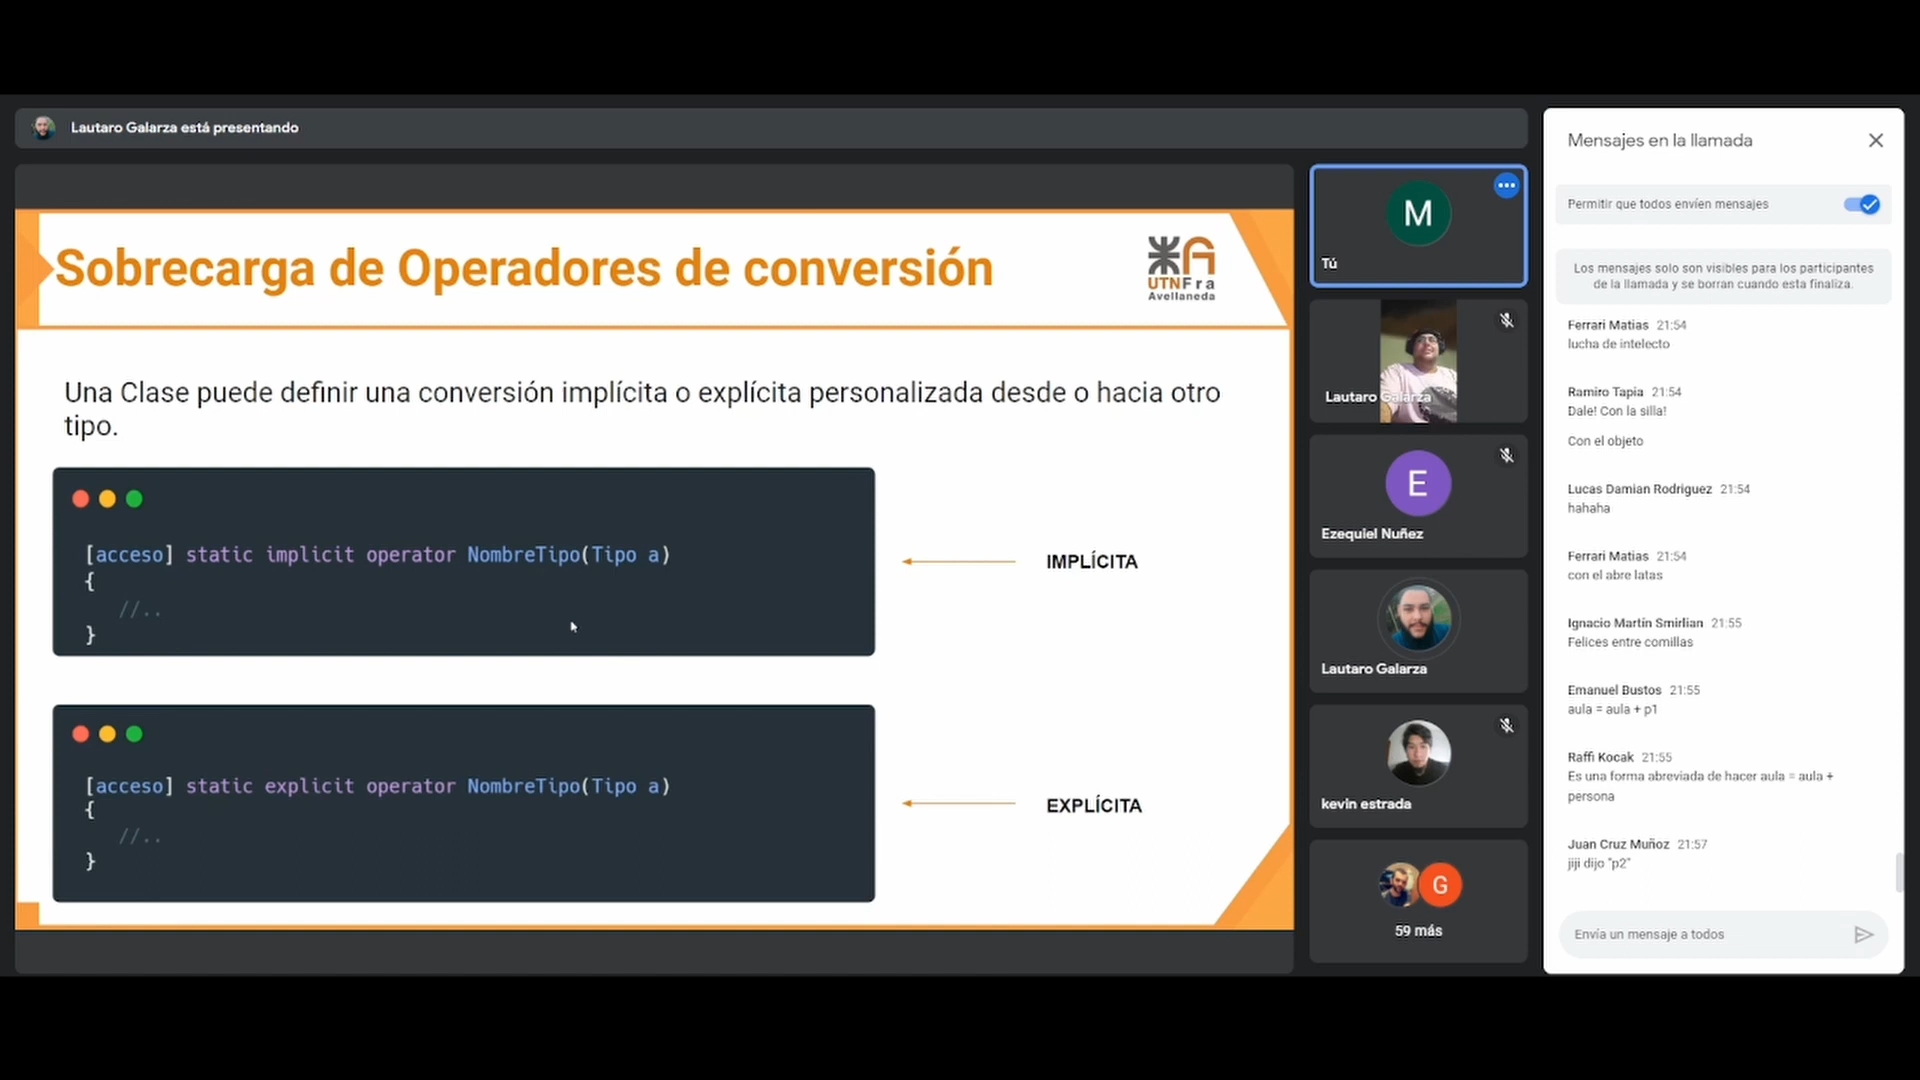 Lautaro Galarza está presentando
Sobrecarga de Operadores de conversión
UTNFra
Avellaneda
Una Clase puede definir una conversión implícita o explícita personalizada desde o hacia otro
tipo.
[acceso] static implicit operator NombreTipo(Tipo a)
{
//..
}
IMPLÍCITA
[acceso] static explicit operator NombreTipo(Tipo a)
{
//..
}
EXPLÍCITA
M
Tú
Lautaro Galarza
E
Ezequiel Nuñez
Lautaro Galarza
kevin estrada
G
59 más
Mensajes en la llamada
Permitir que todos envíen mensajes
Los mensajes solo son visibles para los participantes
de la llamada y se borran cuando esta finaliza.
Ferrari Matias 21:54
lucha de intelecto
Ramiro Tapia 21:54
Dale! Con la silla!
Con el objeto
Lucas Damian Rodriguez 21:54
hahaha
Ferrari Matias 21:54
con el abre latas
Ignacio Martín Smirlian 21:55
Felices entre comillas
Emanuel Bustos 21:55
aula = aula + p1
Raffi Kocak 21:55
Es una forma abreviada de hacer aula = aula +
persona
Juan Cruz Muñoz 21:57
jiji dijo "p2"
Envía un mensaje a todos